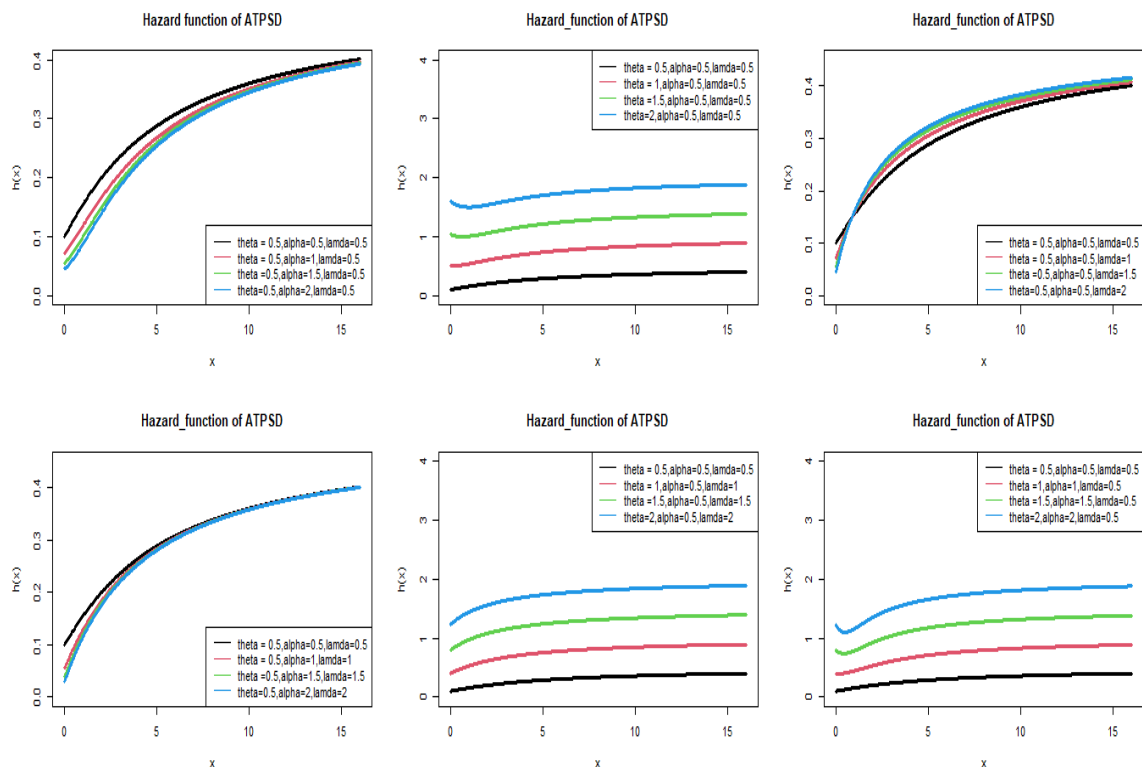 Hazard function of ATPSD
h(x)
0.4
0.3
0.2
0.1
0.0
theta = 0.5,alpha=0.5,lamda=0.5
theta = 0.5,alpha=1,lamda=0.5
theta =0.5,alpha=1.5,lamda=0.5
theta=0.5,alpha=2,lamda=0.5
0 5 10 15
x
Hazard_function of ATPSD
h(x)
4
3
2
1
0
theta = 0.5,alpha=0.5,lamda=0.5
theta = 1,alpha=0.5,lamda=0.5
theta =1.5,alpha=0.5,lamda=0.5
theta=2,alpha=0.5,lamda=0.5
0 5 10 15
x
Hazard_function of ATPSD
h(x)
0.4
0.3
0.2
0.1
0.0
theta = 0.5,alpha=0.5,lamda=0.5
theta = 0.5,alpha=0.5,lamda=1
theta =0.5,alpha=0.5,lamda=1.5
theta=0.5,alpha=0.5,lamda=2
0 5 10 15
x
Hazard_function of ATPSD
h(x)
0.4
0.3
0.2
0.1
0.0
theta = 0.5,alpha=0.5,lamda=0.5
theta = 0.5,alpha=1,lamda=1
theta =0.5,alpha=1.5,lamda=1.5
theta=0.5,alpha=2,lamda=2
0 5 10 15
x
Hazard_function of ATPSD
h(x)
4
3
2
1
0
theta = 0.5,alpha=0.5,lamda=0.5
theta = 1,alpha=0.5,lamda=1
theta =1.5,alpha=0.5,lamda=1.5
theta=2,alpha=0.5,lamda=2
0 5 10 15
x
Hazard_function of ATPSD
h(x)
4
3
2
1
0
theta = 0.5,alpha=0.5,lamda=0.5
theta =1,alpha=1,lamda=0.5
theta =1.5,alpha=1.5,lamda=0.5
theta=2,alpha=2,lamda=0.5
0 5 10 15
x